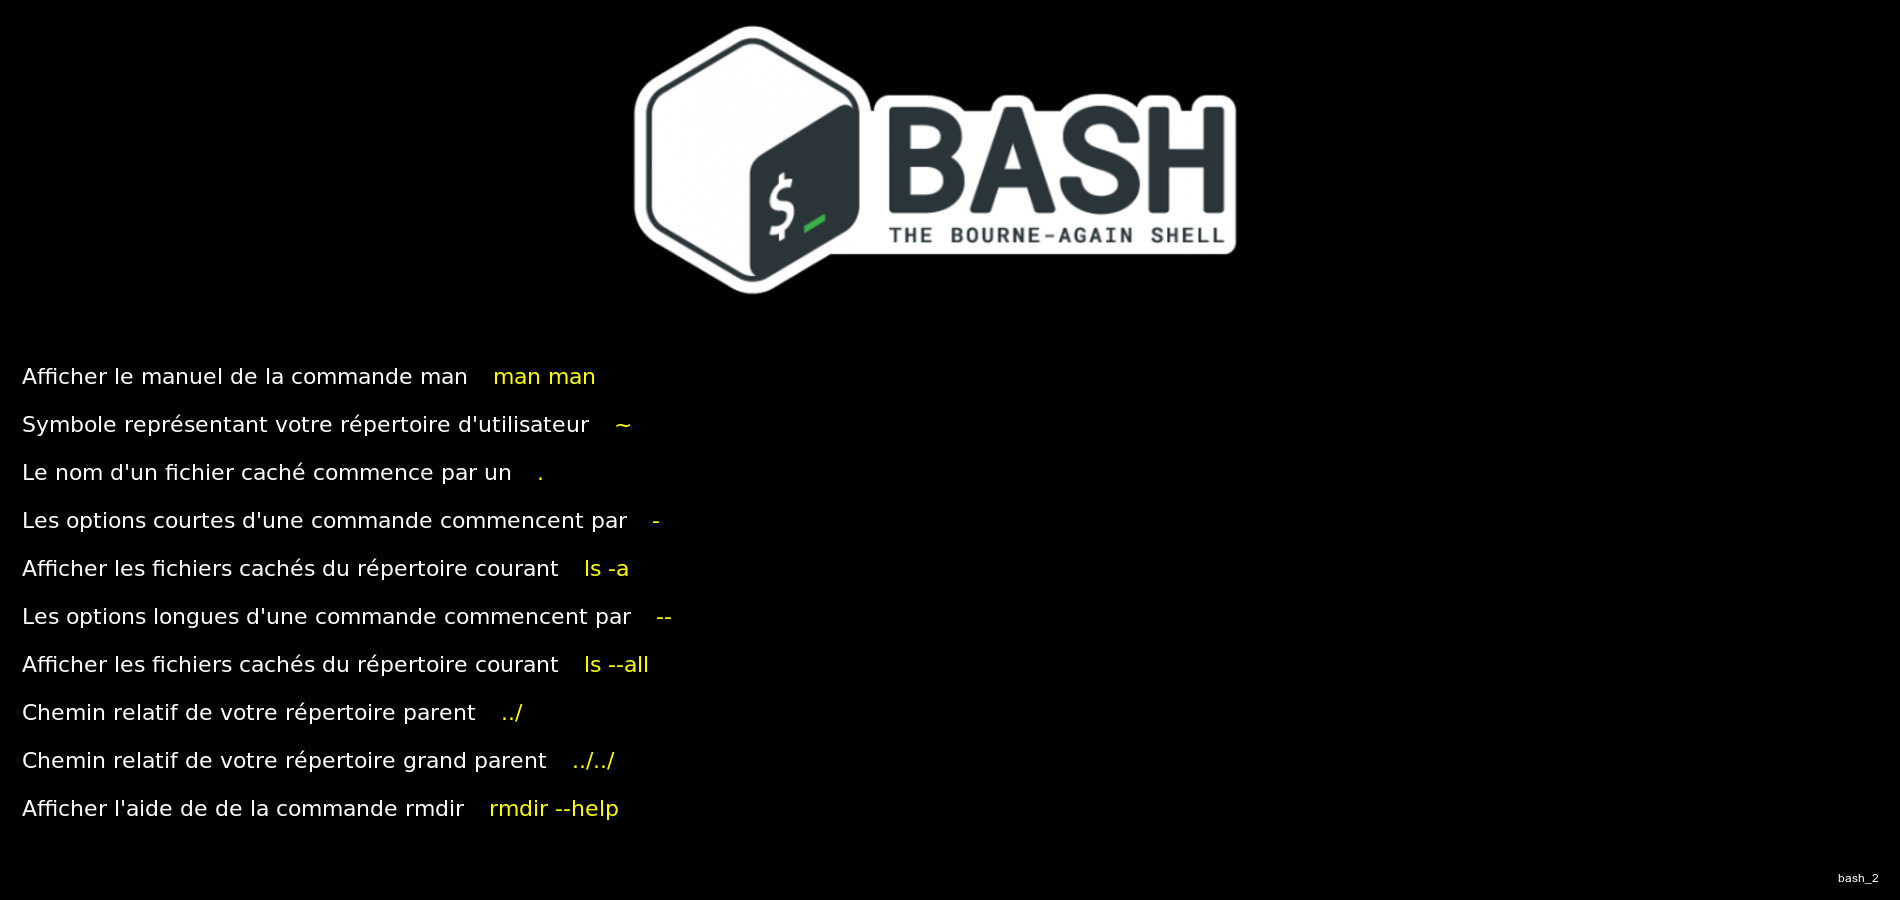 $_
BASH
THE BOURNE-AGAIN SHELL
Afficher le manuel de la commande man man man
Symbole représentant votre répertoire d'utilisateur ~
Le nom d'un fichier caché commence par un .
Les options courtes d'une commande commencent par -
Afficher les fichiers cachés du répertoire courant ls -a
Les options longues d'une commande commencent par --
Afficher les fichiers cachés du répertoire courant ls --all
Chemin relatif de votre répertoire parent ../
Chemin relatif de votre répertoire grand parent ../../
Afficher l'aide de de la commande rmdir rmdir --help
bash_2